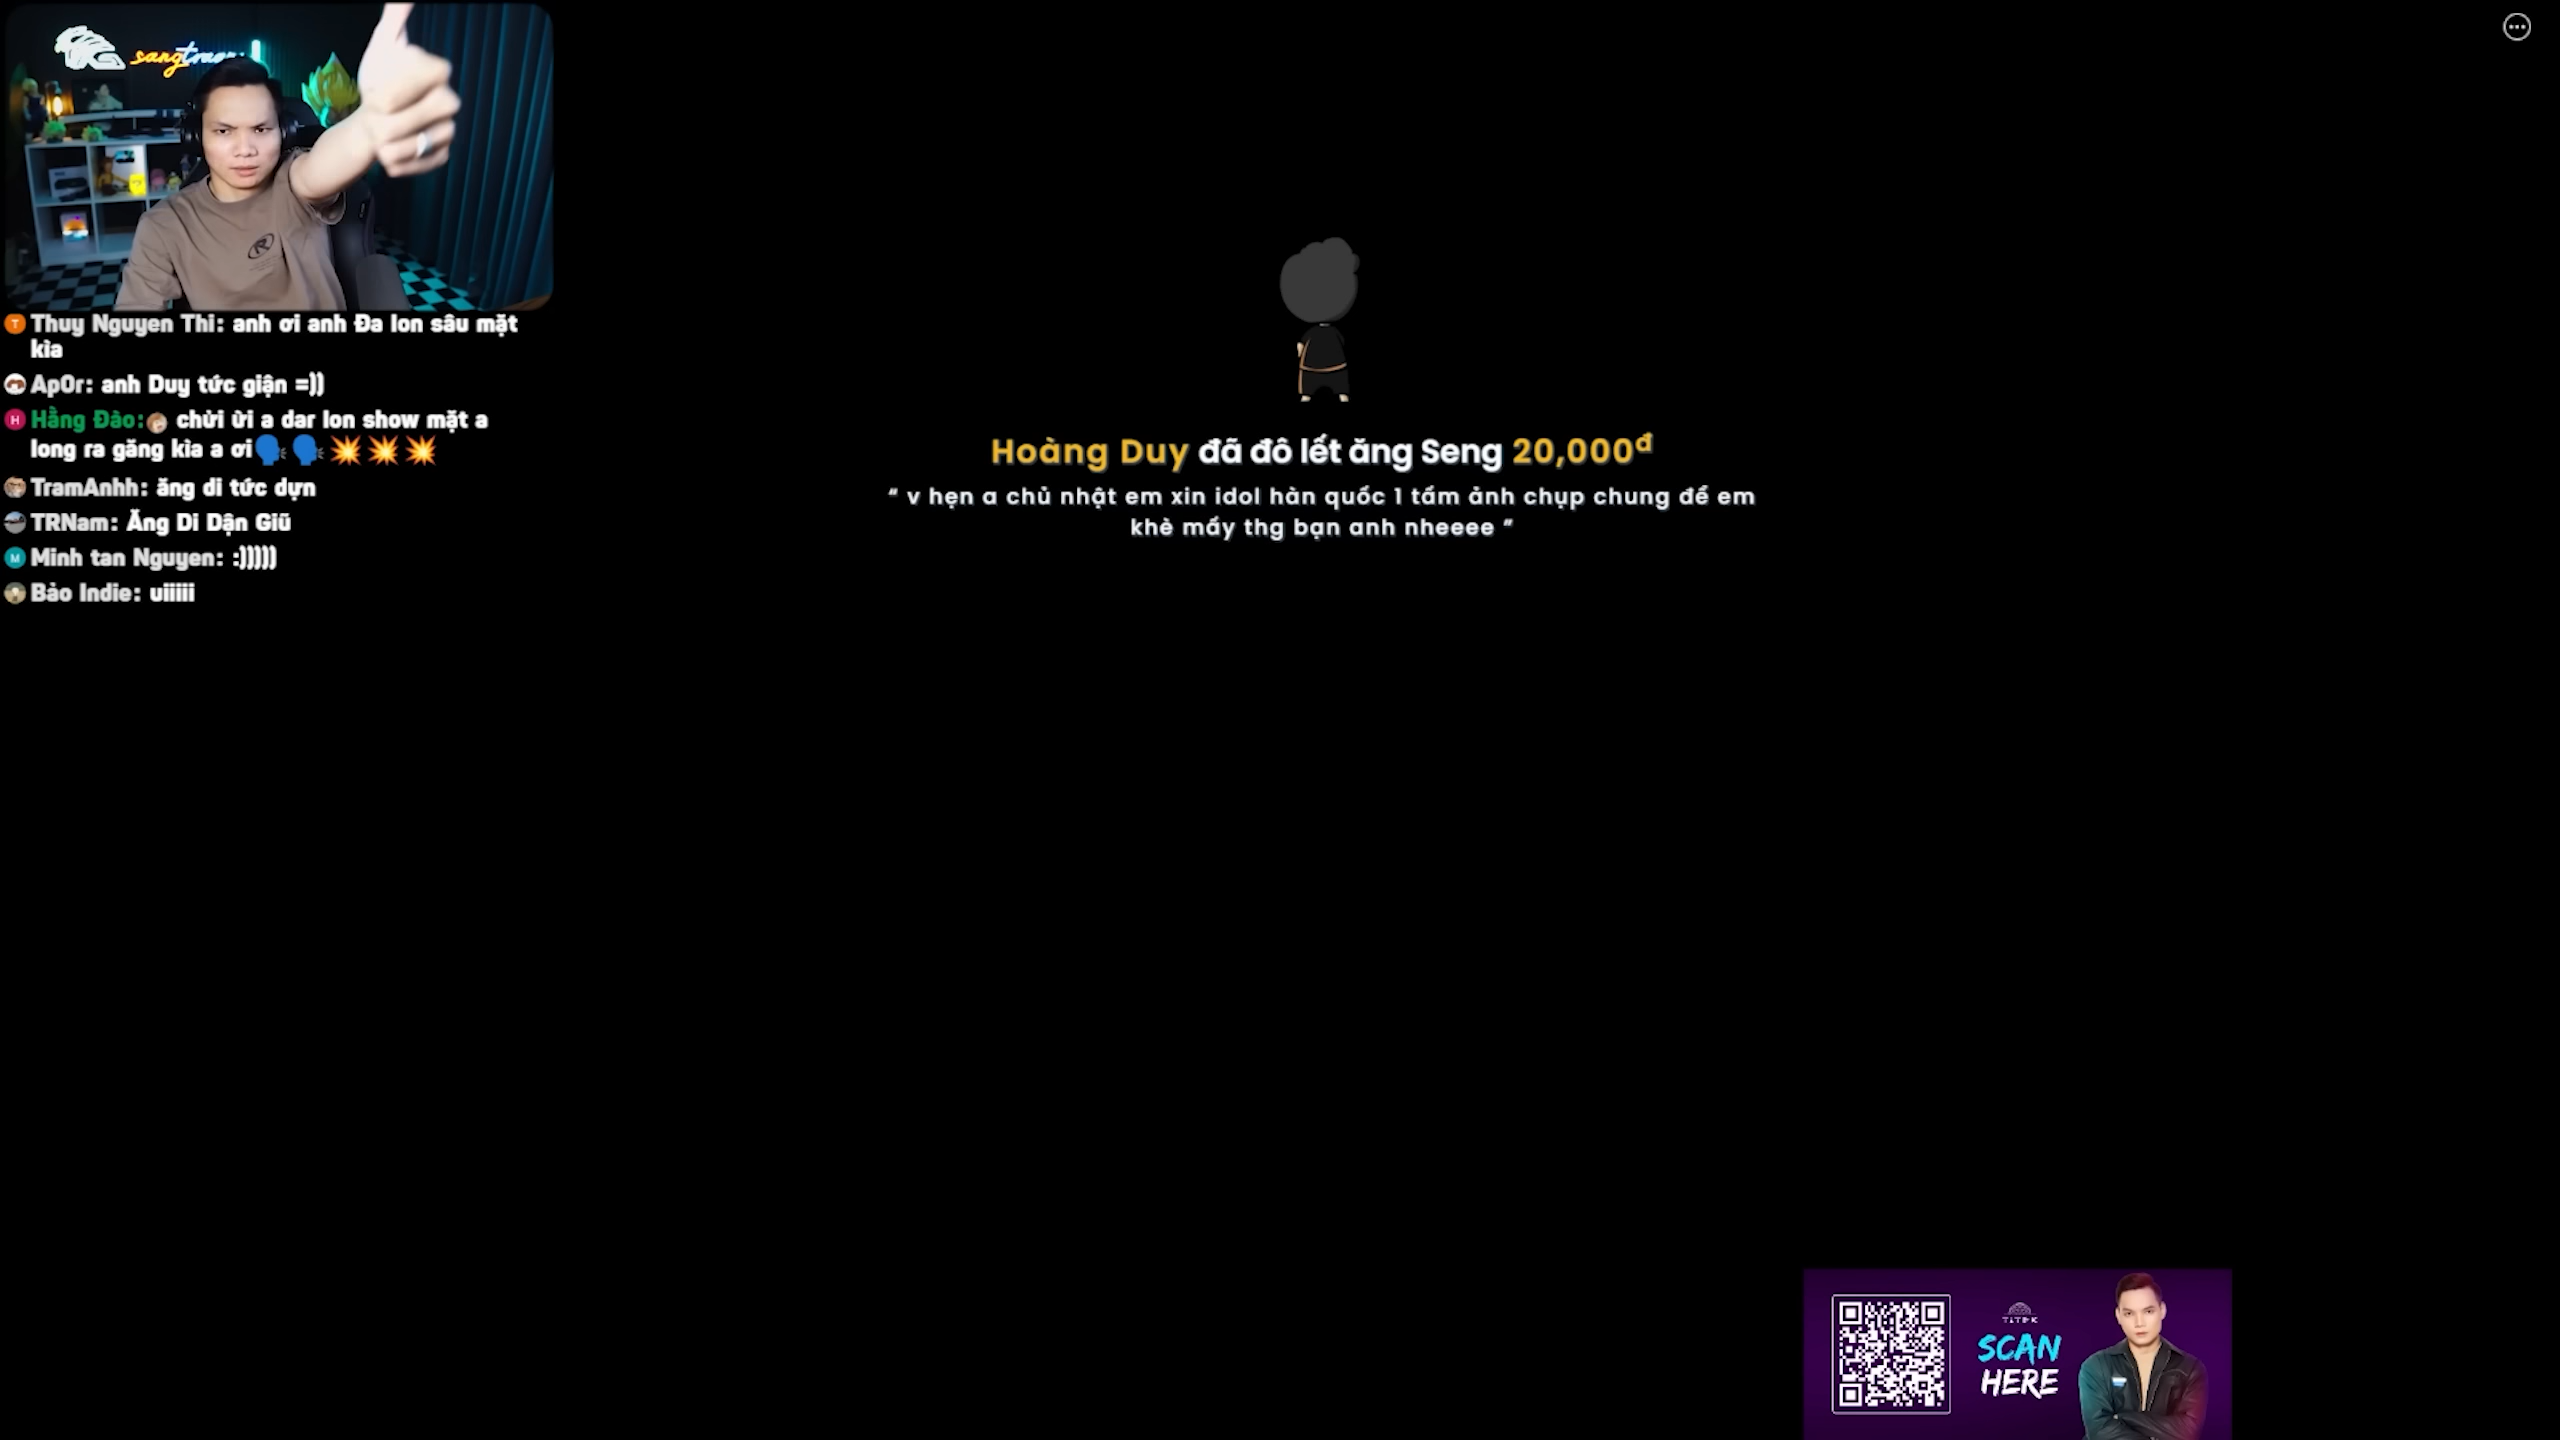 Thuy Nguyen Thi: anh ơi anh Đa lon sâu mặt
kìa
Ap0r: anh Duy tức giận =))
Hằng Đào: chửi ửi a dar lon show mặt a
long ra găng kìa a ơi🗣️🗣️💥💥💥
TramAnhh: ăng di tức dựn
TRNam: Ăng Di Dận Giũ
Minh tan Nguyen: :)))))
Bảo Indie: uiiiii
Hoàng Duy đã đô lết ăng Seng 20,000đ
“ v hẹn a chủ nhật em xin idol hàn quốc 1 tấm ảnh chụp chung để em
khè mấy thg bạn anh nheeee ”
SCAN
HERE